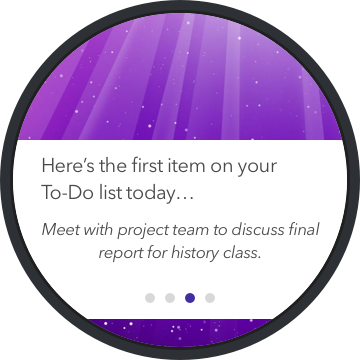 Here’s the first item on your
To-Do list today…
Meet with project team to discuss final
report for history class.